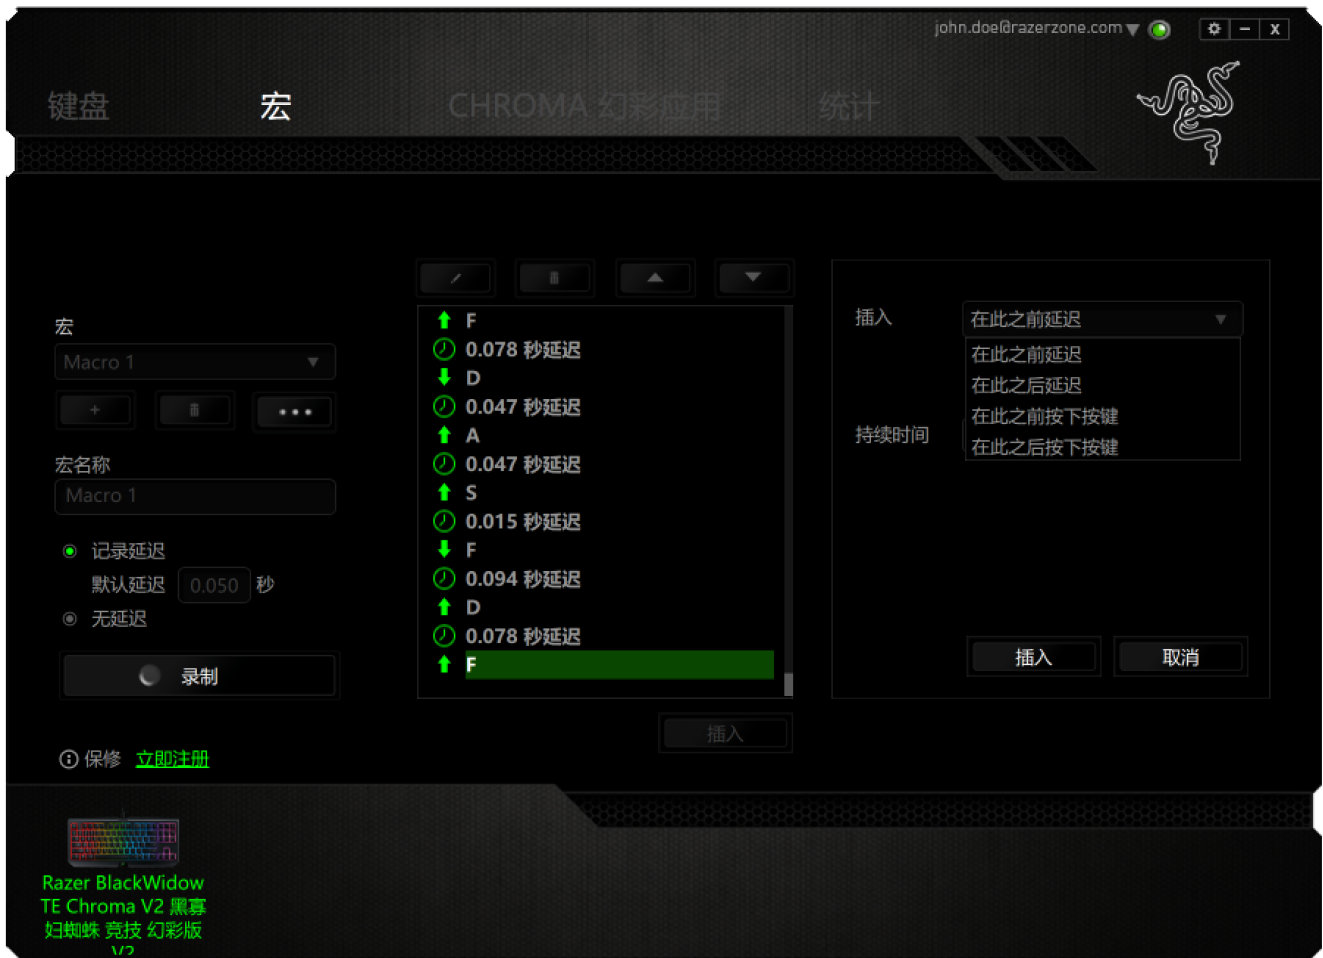 john.doe@razerzone.com
键盘
宏
CHROMA 幻彩应用
统计
宏
Macro 1
宏名称
Macro 1
记录延迟
默认延迟 0.050 秒
无延迟
录制
保修 立即注册
F
0.078 秒延迟
D
0.047 秒延迟
A
0.047 秒延迟
S
0.015 秒延迟
F
0.094 秒延迟
D
0.078 秒延迟
F
插入
插入
在此之前延迟
在此之前延迟
在此之后延迟
在此之前按下按键
在此之后按下按键
持续时间
插入
取消
Razer BlackWidow
TE Chroma V2 黑寡
妇蜘蛛 竞技 幻彩版
V2